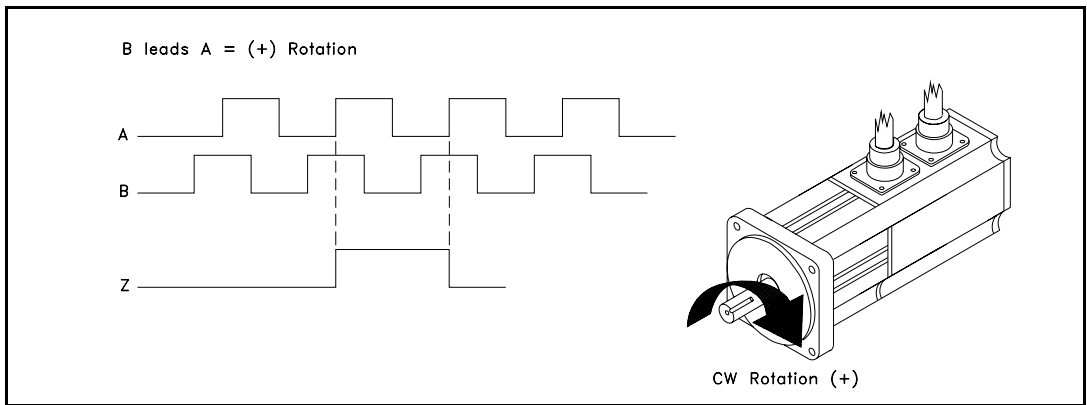 B leads A = (+) Rotation
A
B
Z
CW Rotation (+)